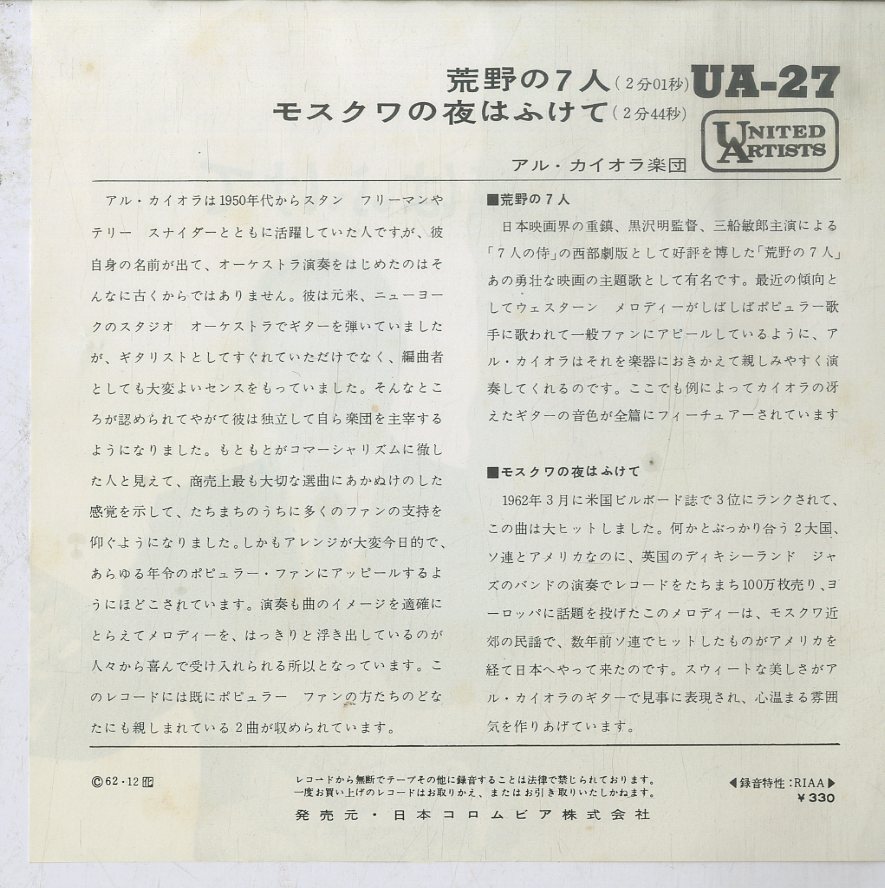 荒野の7人(2分01秒)
モスクワの夜はふけて(2分44秒)
UA-27
UNITED
ARTISTS
アル・カイオラ楽団
アル・カイオラは1950年代からスタン フリーマンや
テリー スナイダーとともに活躍していた人ですが、彼
自身の名前が出て、オーケストラ演奏をはじめたのはそ
んなに古くからではありません。彼は元来、ニューヨー
クのスタジオ オーケストラでギターを弾いていました
が、ギタリストとしてすぐれていただけでなく、編曲者
としても大変よいセンスをもっていました。そんなとこ
ろが認められてやがて彼は独立して自ら楽団を主宰する
ようになりました。もともとがコマーシャリズムに徹し
た人と見えて、商売上最も大切な選曲にあかぬけのした
感覚を示して、たちまちのうちに多くのファンの支持を
仰ぐようになりました。しかもアレンジが大変今日的で、
あらゆる年令のポピュラー・ファンにアッピールするよ
うにほどこされています。演奏も曲のイメージを適確に
とらえてメロディーを、はっきりと浮き出しているのが
人々から喜んで受け入れられる所以となっています。こ
のレコードには既にポピュラー ファンの方たちのどな
たにも親しまれている2曲が収められています。
■荒野の7人
日本映画界の重鎮、黒沢明監督、三船敏郎主演による
「7人の侍」の西部劇版として好評を博した「荒野の7人」
あの勇壮な映画の主題歌として有名です。最近の傾向と
してウェスターン メロディーがしばしばポピュラー歌
手に歌われて一般ファンにアピールしているように、ア
ル・カイオラはそれを楽器におきかえて親しみやすく演
奏してくれるのです。ここでも例によってカイオラの冴
えたギターの音色が全篇にフィーチュアーされています
■モスクワの夜はふけて
1962年3月に米国ビルボード誌で3位にランクされて、
この曲は大ヒットしました。何かとぶっかり合う2大国、
ソ連とアメリカなのに、英国のディキシーランド ジャ
ズのバンドの演奏でレコードをたちまち100万枚売り、ヨ
ーロッパに話題を投げたこのメロディーは、モスクワ近
郊の民謡で、数年前ソ連でヒットしたものがアメリカを
経て日本へやって来たのです。スウィートな美しさがア
ル・カイオラのギターで見事に表現され、心温まる雰囲
気を作りあげています。
Ⓒ62・12
レコードから無断でテープその他に録音することは法律で禁じられております。
一度お買い上げのレコードはお取りかえ、またはお引き取りいたしかねます。
発売元・日本コロムビア株式会社
◀録音特性:RIAA▶
¥330